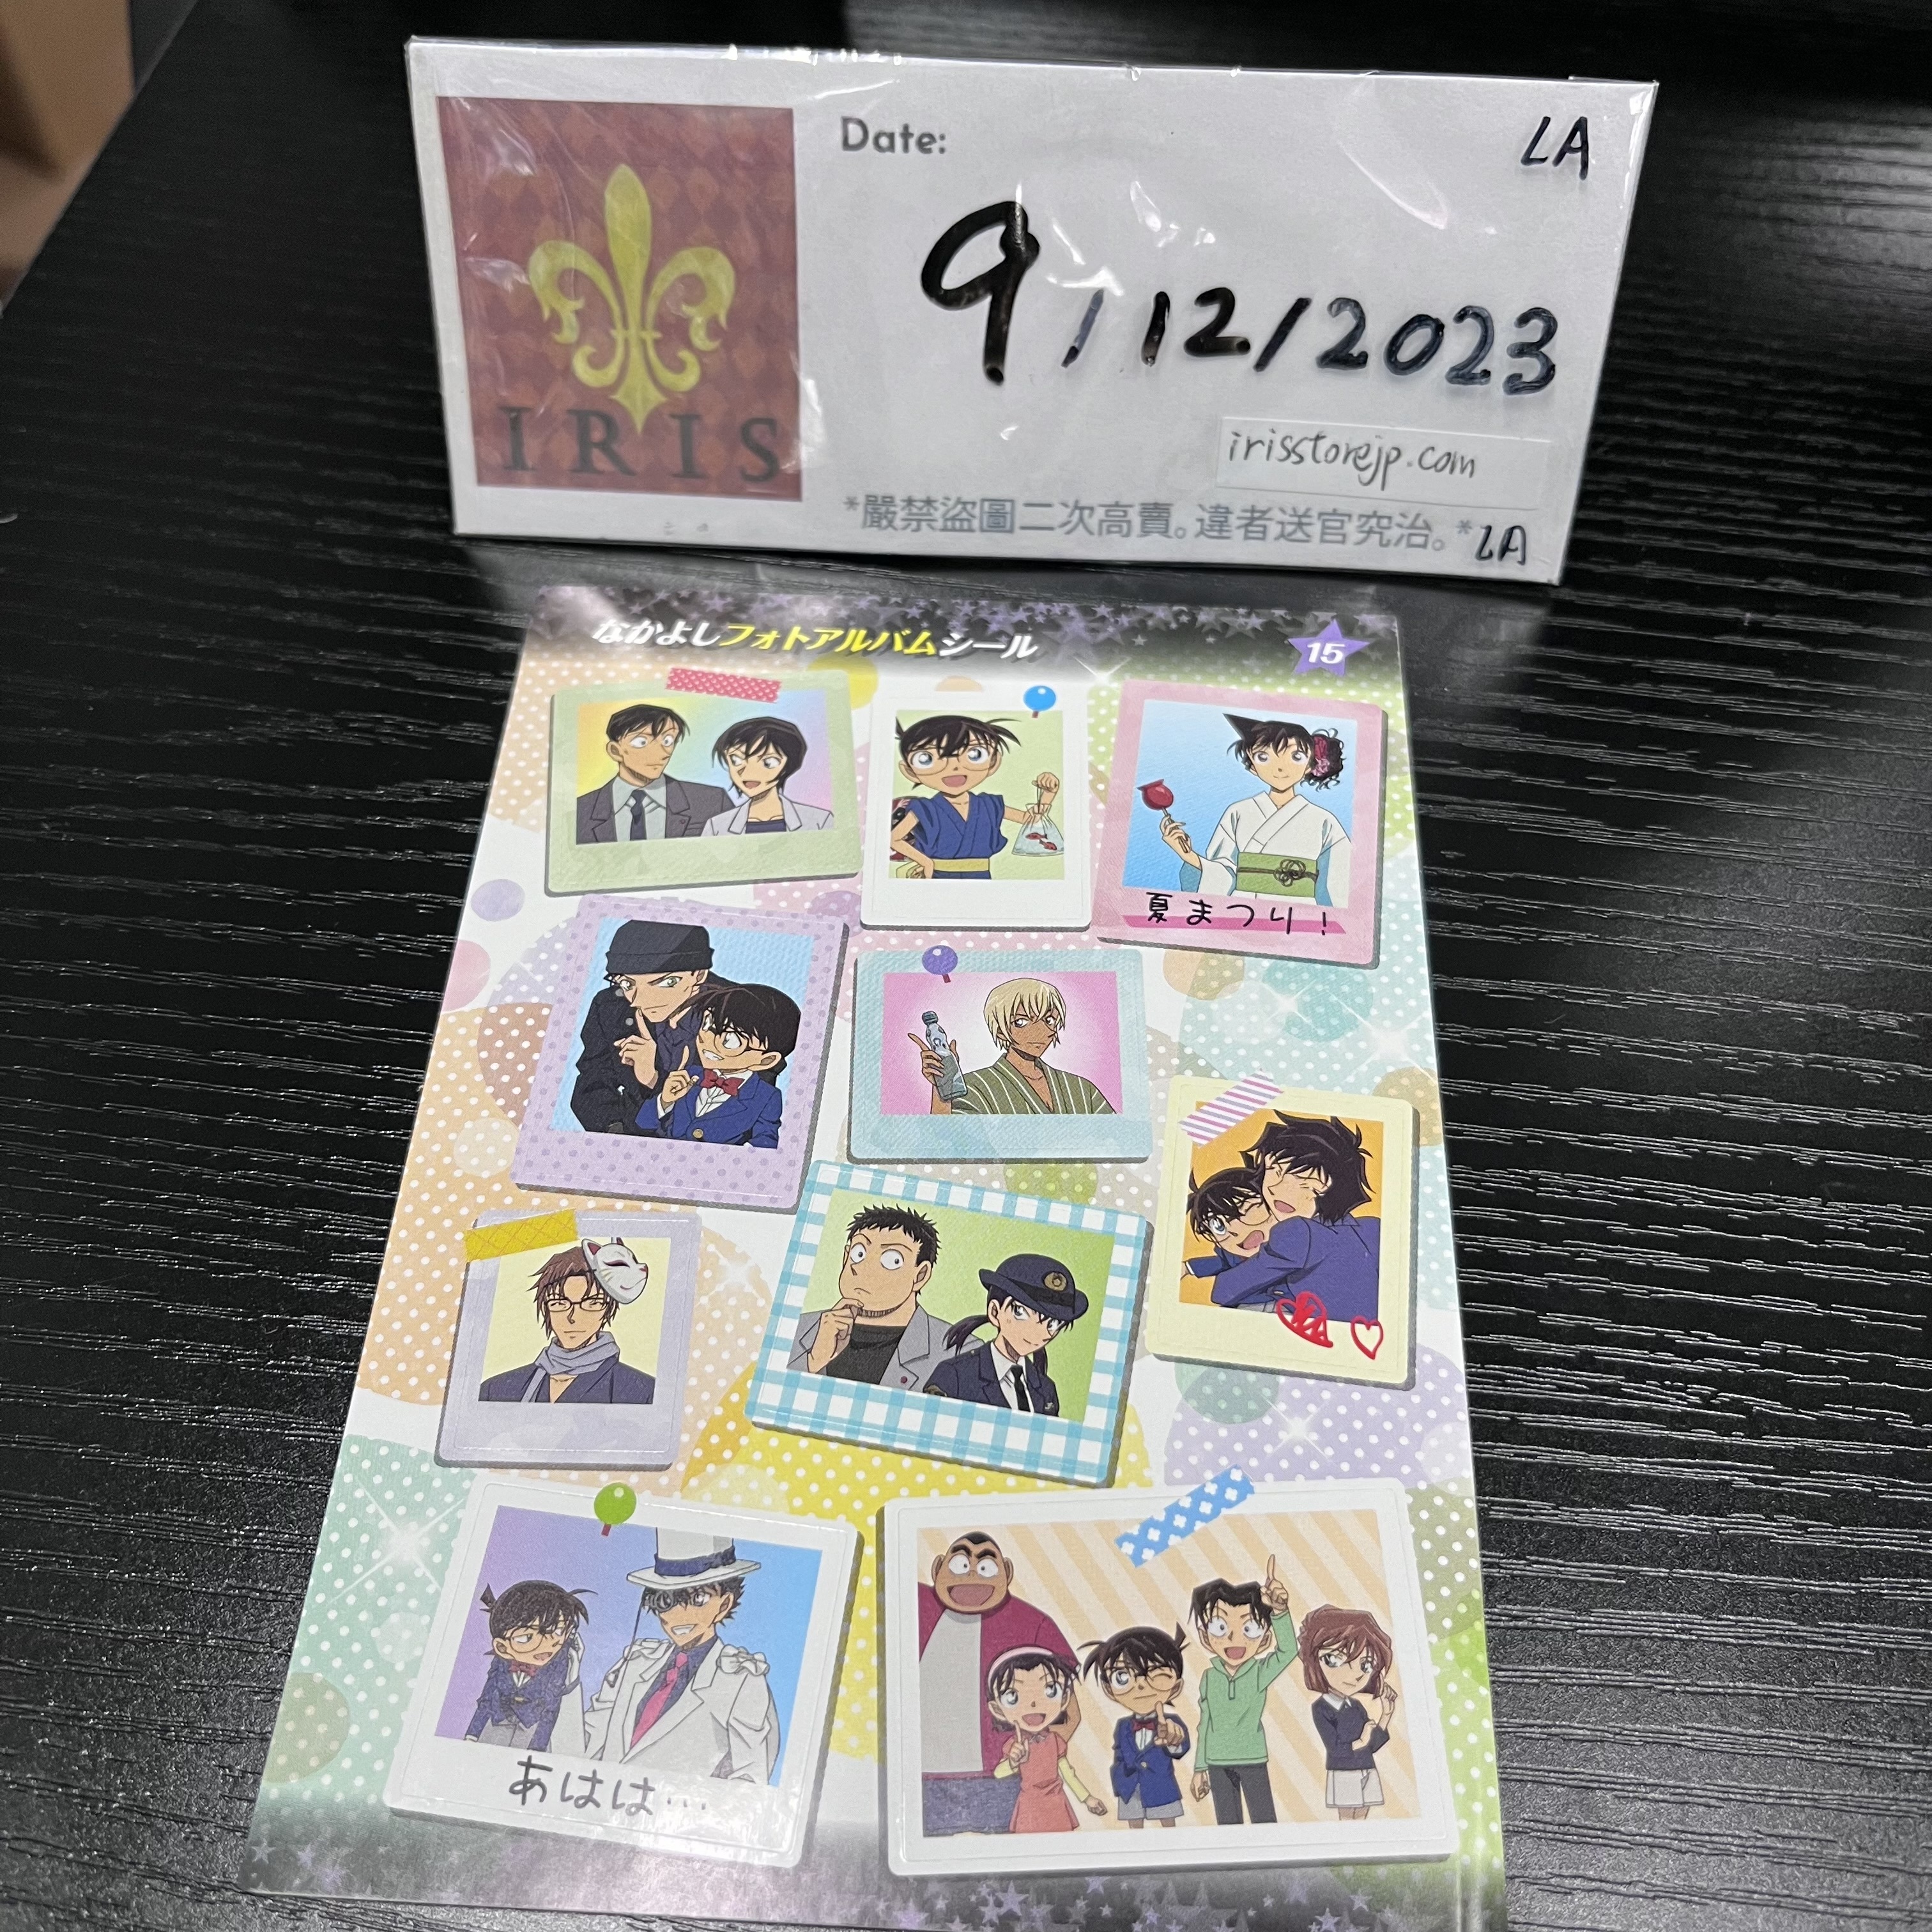 Date:
LA
9/12/2023
IRIS
irisstorejp.com
*嚴禁盜圖二次高賣。違者送官究治。*LA
なかよしフォトアルバムシール
15
夏まつり!
あはは…